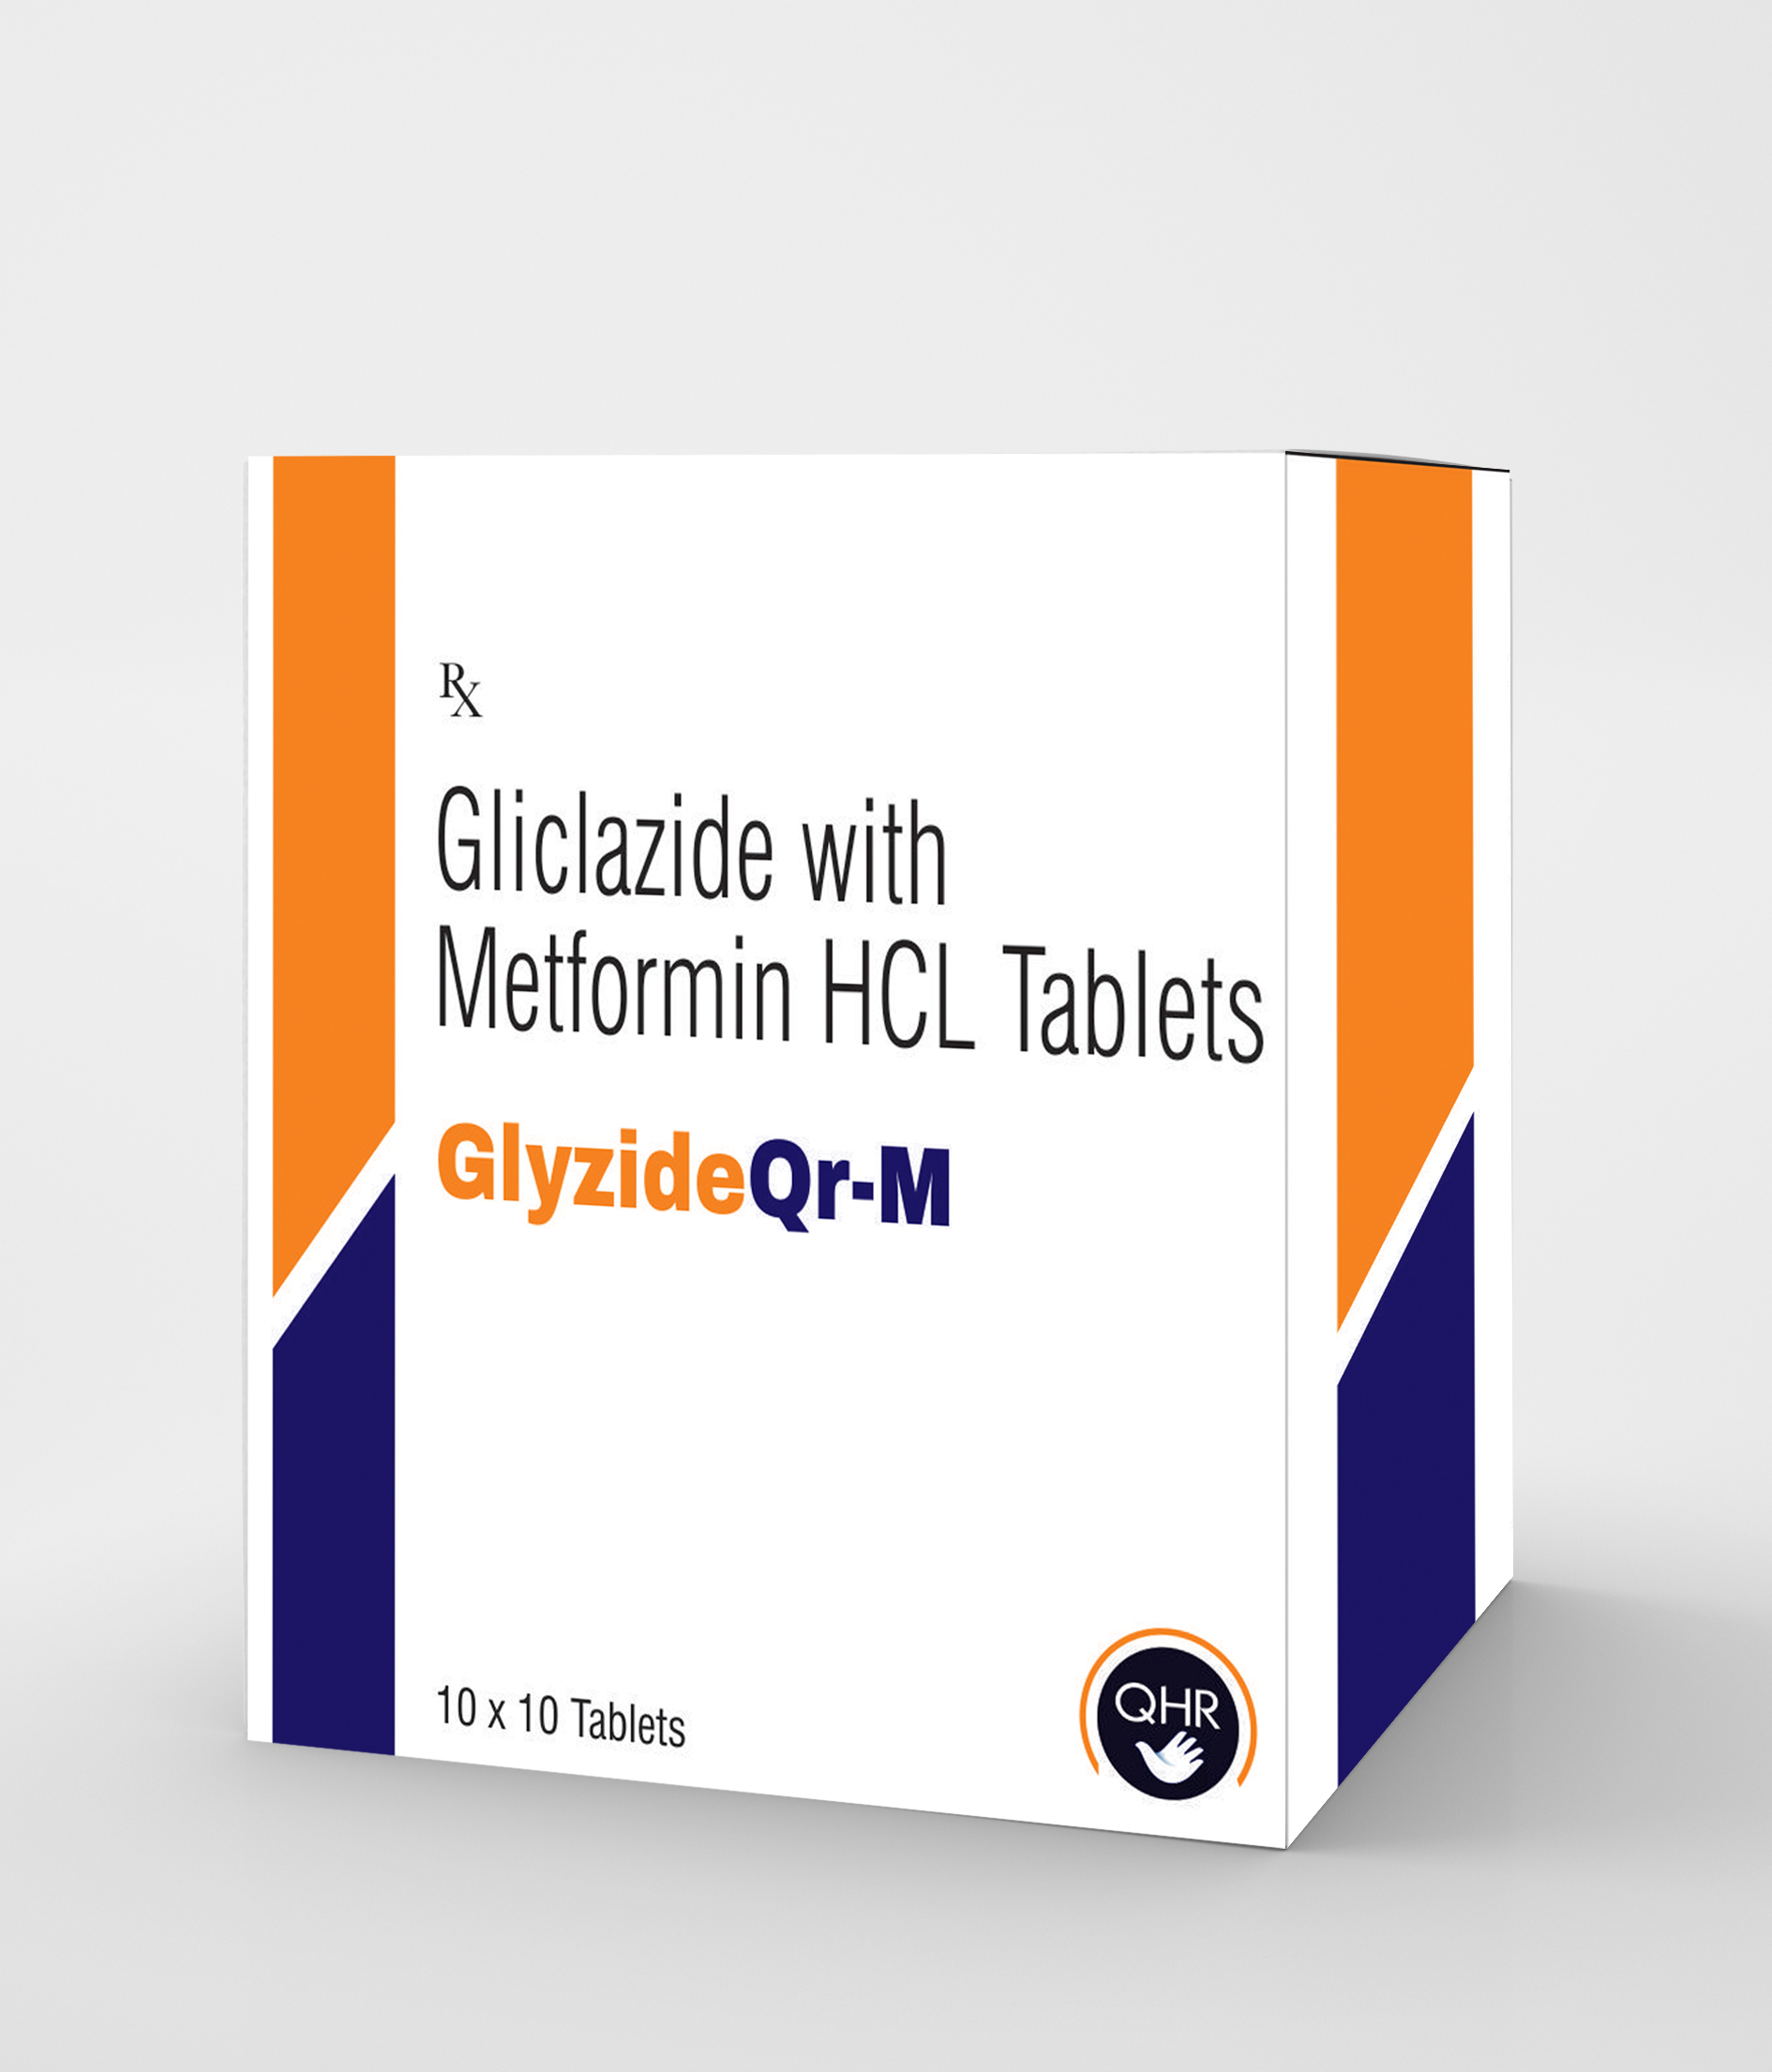 Rx
Gliclazide with
Metformin HCL Tablets
GlyzideQr-M
10 x 10 Tablets
QHR